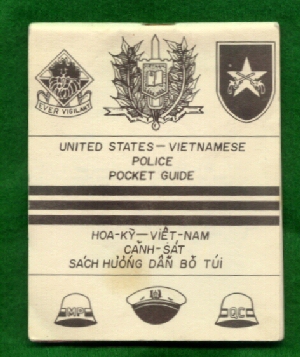 EVER VIGILANT
UNITED STATES — VIETNAMESE
POLICE
POCKET GUIDE
HOA-KỲ — VIỆT-NAM
CẢNH-SÁT
SÁCH HƯỚNG DẪN BỎ TÚI
MP
QC